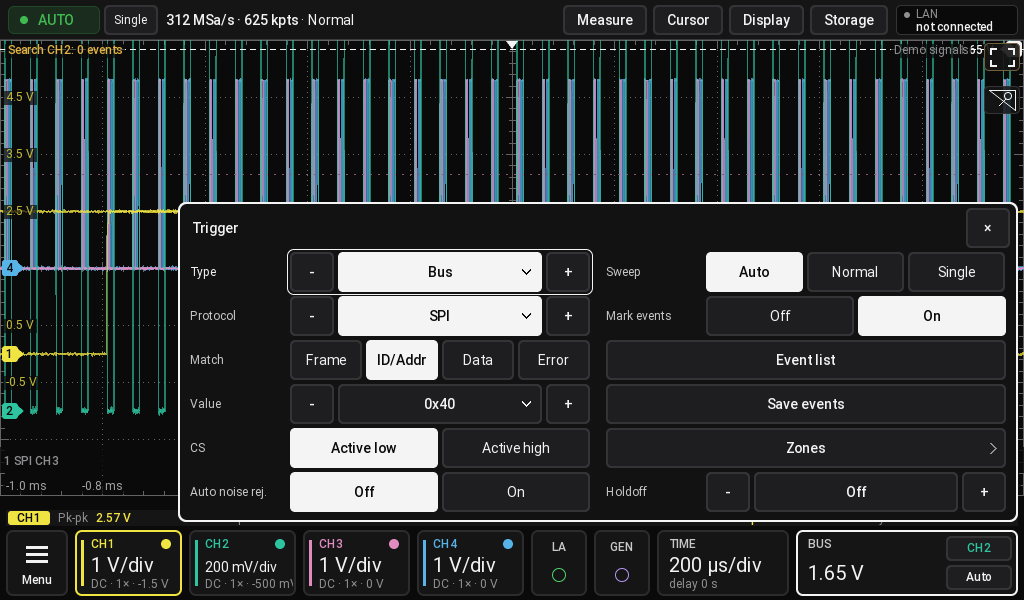 AUTO
Single
312 MSa/s · 625 kpts · Normal
Measure
Cursor
Display
Storage
LAN
not connected
Search CH2: 0 events
Demo signals
4.5 V
3.5 V
2.5 V
4
0.5 V
1
-0.5 V
2
1 SPI CH3
-1.0 ms
-0.8 ms
Trigger
×
Type
-
Bus
+
Sweep
Auto
Normal
Single
Protocol
-
SPI
+
Mark events
Off
On
Match
Frame
ID/Addr
Data
Error
Event list
Value
-
0x40
+
Save events
CS
Active low
Active high
Zones
Auto noise rej.
Off
On
Holdoff
-
Off
+
CH1
Pk-pk
2.57 V
Menu
CH1
1 V/div
DC · 1× · -1.5 V
CH2
200 mV/div
DC · 1× · -500 mV
CH3
1 V/div
DC · 1× · 0 V
CH4
1 V/div
DC · 1× · 0 V
LA
GEN
TIME
200 µs/div
delay 0 s
BUS
1.65 V
CH2
Auto